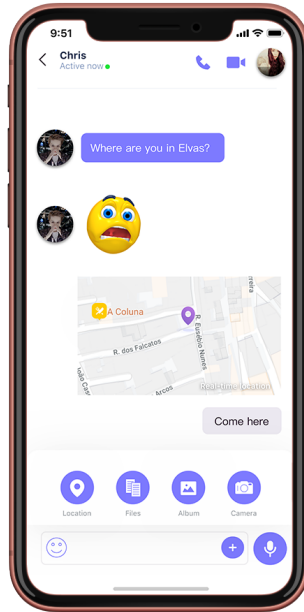 9:51
Chris
Active now
Where are you in Elvas?
A Coluna
R. dos Falcatos
R. Eusébio Nunes
Arcos
Real-time location
Come here
Location
Files
Album
Camera